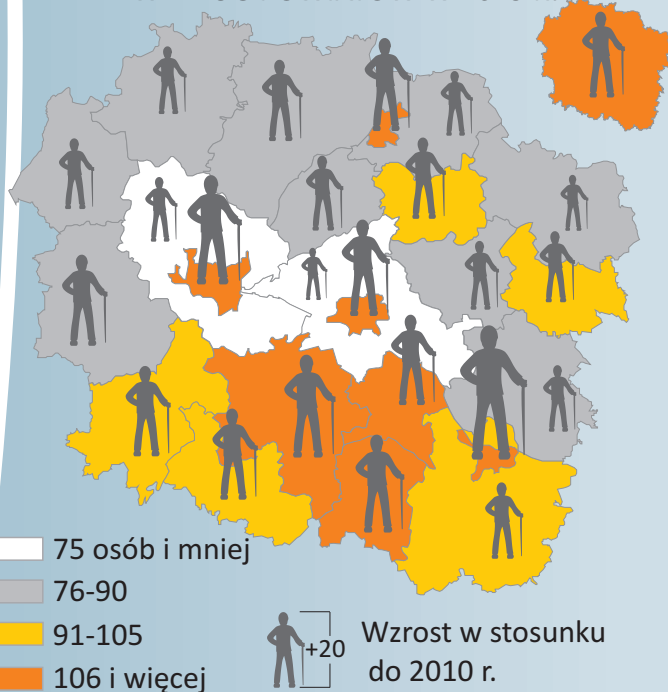 75 osób i mniej
76-90
91-105
106 i więcej
+20
Wzrost w stosunku
do 2010 r.